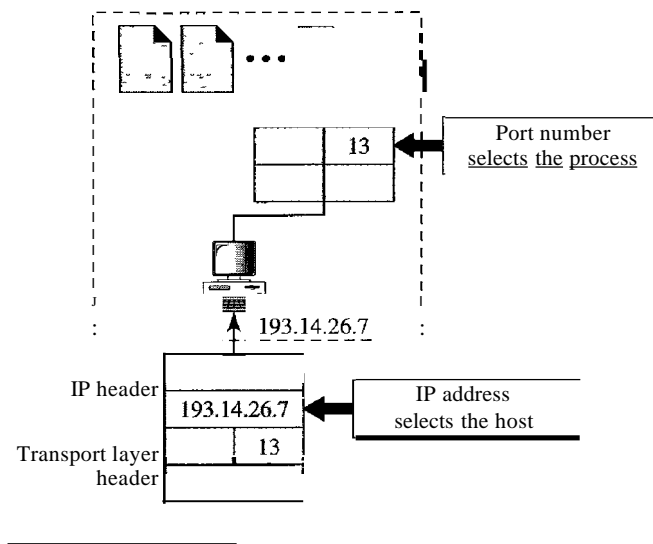 13
Port number
selects the process
193.14.26.7
IP header
193.14.26.7
IP address
selects the host
Transport layer
header
13